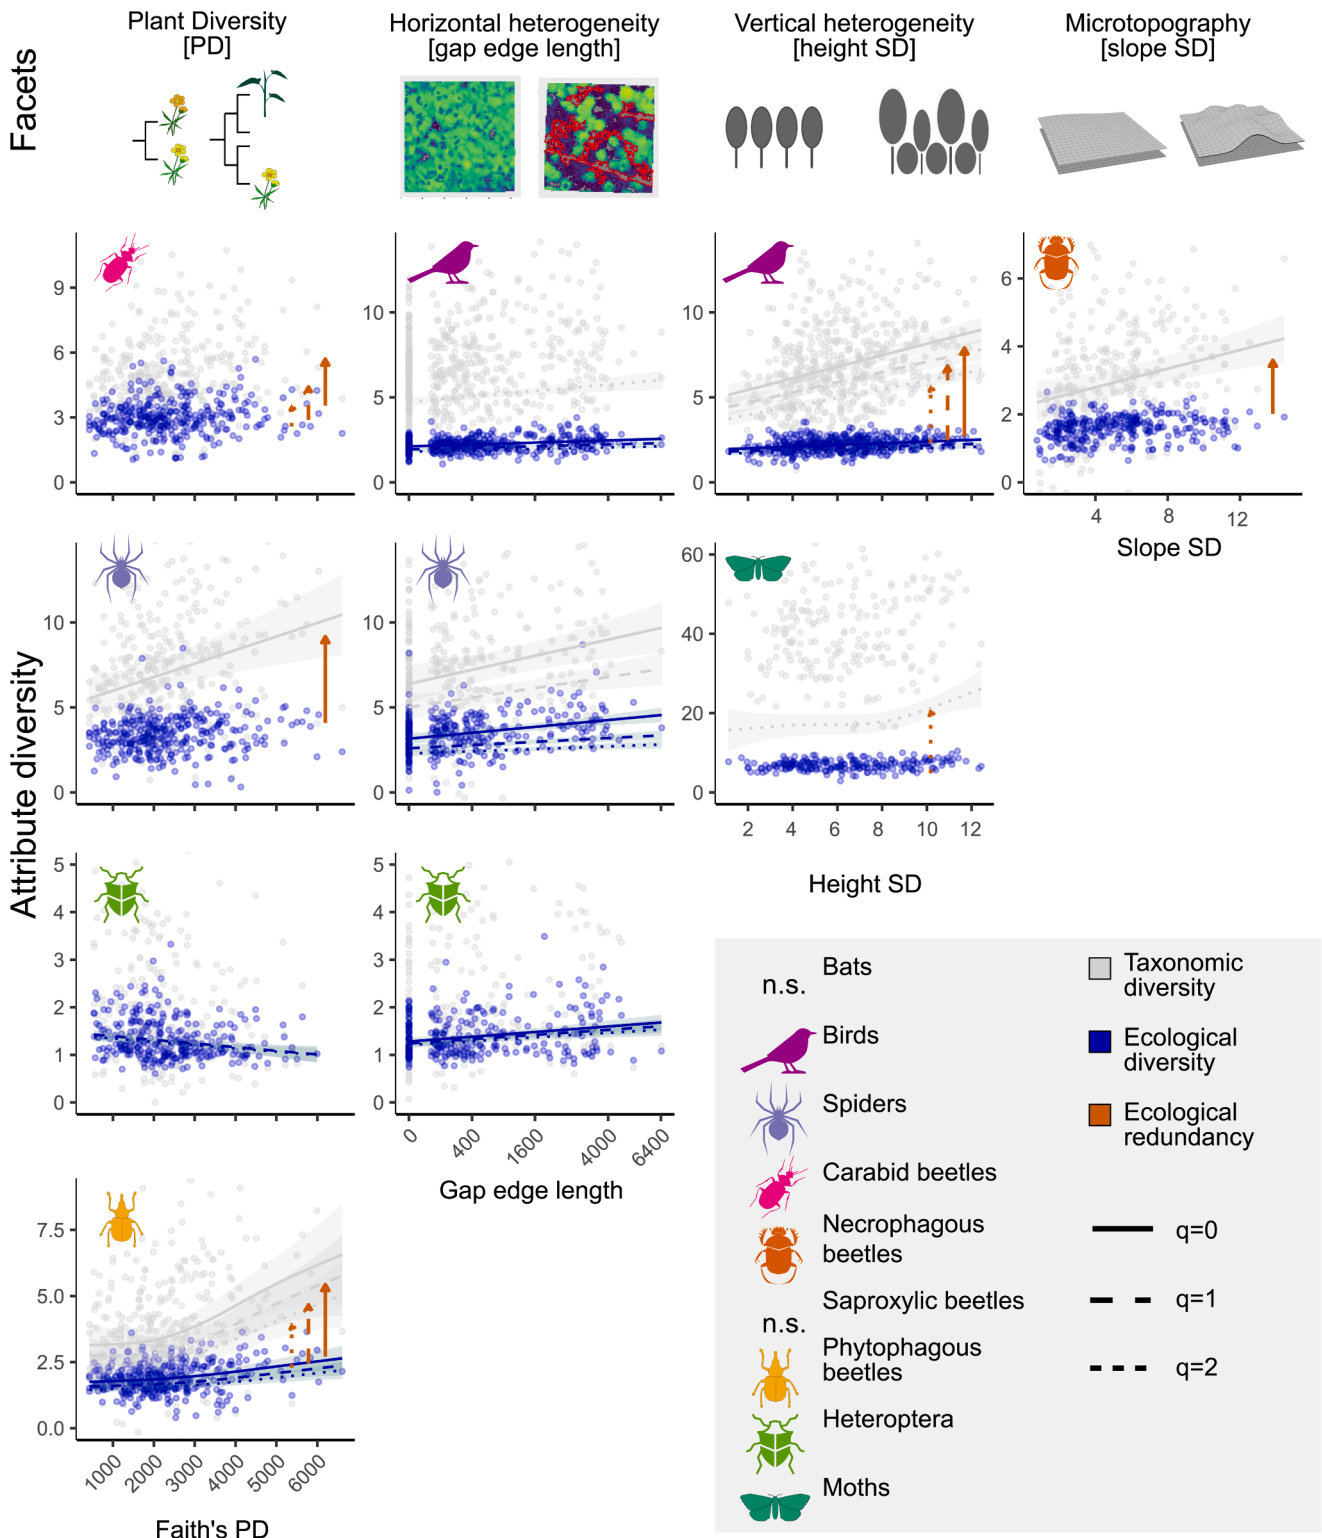 Facets
Plant Diversity
[PD]
Horizontal heterogeneity
[gap edge length]
Vertical heterogeneity
[height SD]
Microtopography
[slope SD]
Attribute diversity
9
6
3
0
10
5
0
10
5
0
6
4
2
0
4
8
12
Slope SD
10
5
0
10
5
0
60
40
20
0
2
4
6
8
10
12
Height SD
5
4
3
2
1
0
5
4
3
2
1
0
0
400
1600
4000
6400
Gap edge length
7.5
5.0
2.5
0.0
1000
2000
3000
4000
5000
6000
Faith's PD
n.s.
Bats
Birds
Spiders
Carabid beetles
Necrophagous
beetles
Saproxylic beetles
n.s.
Phytophagous
beetles
Heteroptera
Moths
Taxonomic
diversity
Ecological
diversity
Ecological
redundancy
q=0
q=1
q=2